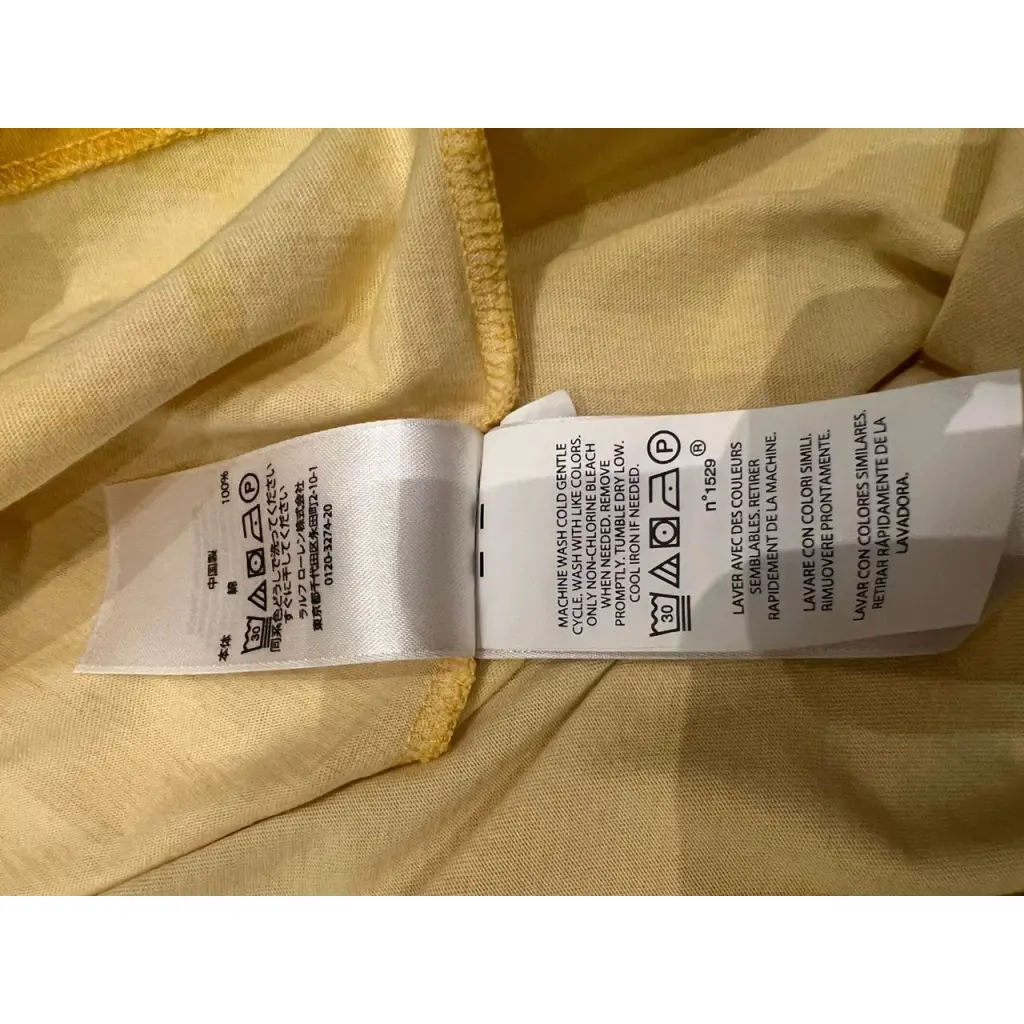 本体 綿 100%
中国製
30 P
同系色どうしで洗ってください
すぐに干してください
ラルフ ローレン株式会社
東京都千代田区永田町2-10-1
0120-3274-20
MACHINE WASH COLD GENTLE
CYCLE. WASH WITH LIKE COLORS.
ONLY NON-CHLORINE BLEACH
WHEN NEEDED. REMOVE
PROMPTLY. TUMBLE DRY LOW.
COOL IRON IF NEEDED.
30 P
n°1529 ®
LAVER AVEC DES COULEURS
SEMBLABLES. RETIRER
RAPIDEMENT DE LA MACHINE.
LAVARE CON COLORI SIMILI.
RIMUOVERE PRONTAMENTE.
LAVAR CON COLORES SIMILARES.
RETIRAR RÁPIDAMENTE DE LA
LAVADORA.